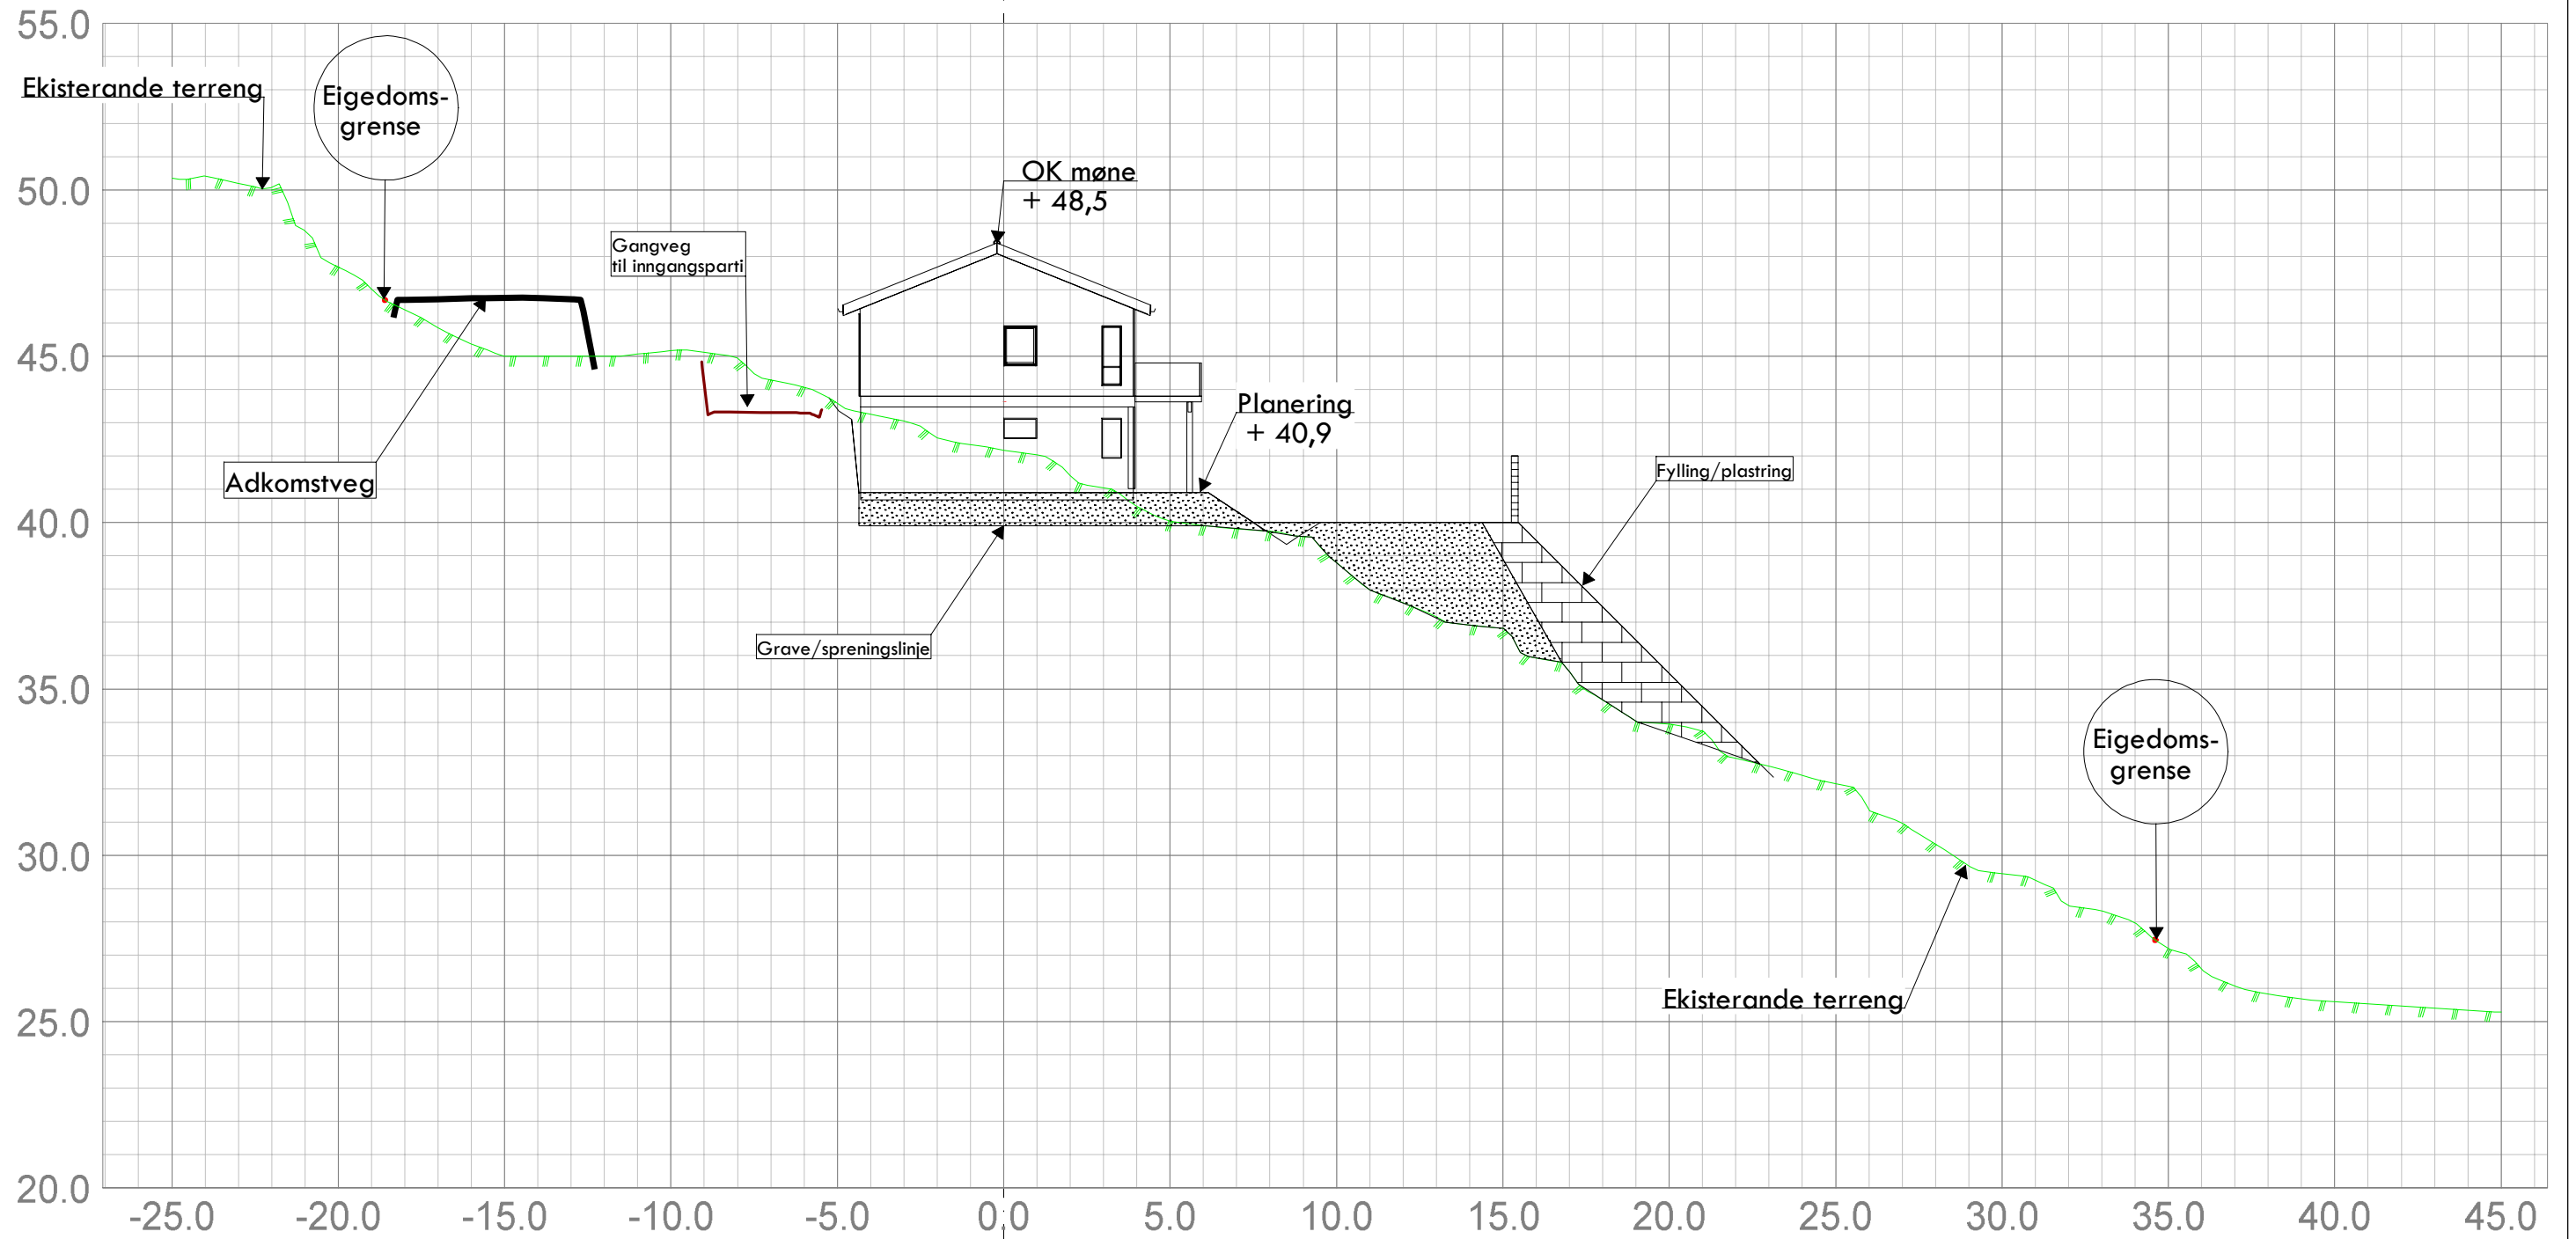 55.0
50.0
45.0
40.0
35.0
30.0
25.0
20.0
Ekisterande terreng
Eigedoms-
grense
OK møne
+ 48,5
Gangveg
til inngangsparti
Adkomstveg
Planering
+ 40,9
Fylling/plastring
Grave/spreningslinje
Eigedoms-
grense
Ekisterande terreng
-25.0 -20.0 -15.0 -10.0 -5.0 0.0 5.0 10.0 15.0 20.0 25.0 30.0 35.0 40.0 45.0